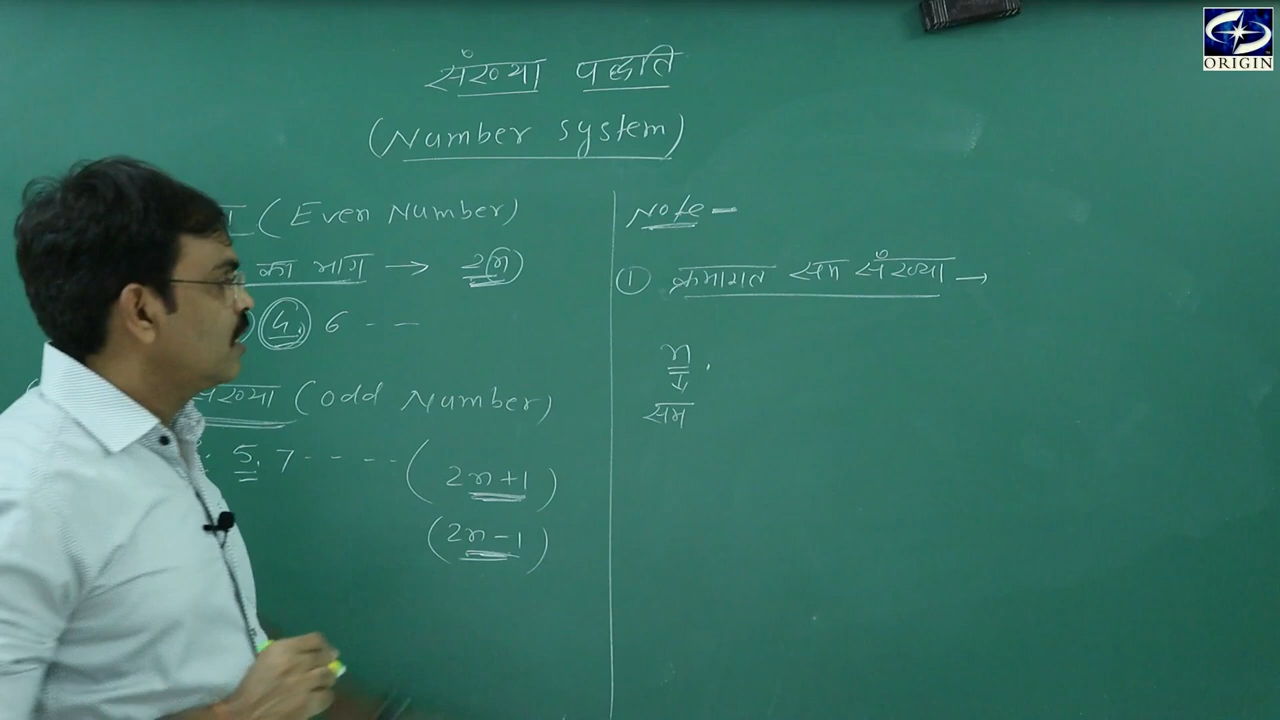 संख्या पद्धति
(Number system)
(Even Number)
का भाग → 2n
4, 6 - -
संख्या (odd Number)
5, 7 - - - - - (2n+1)
(2n-1)
Note -
① क्रमागत सम संख्या →
n,
↓
सम
ORIGIN